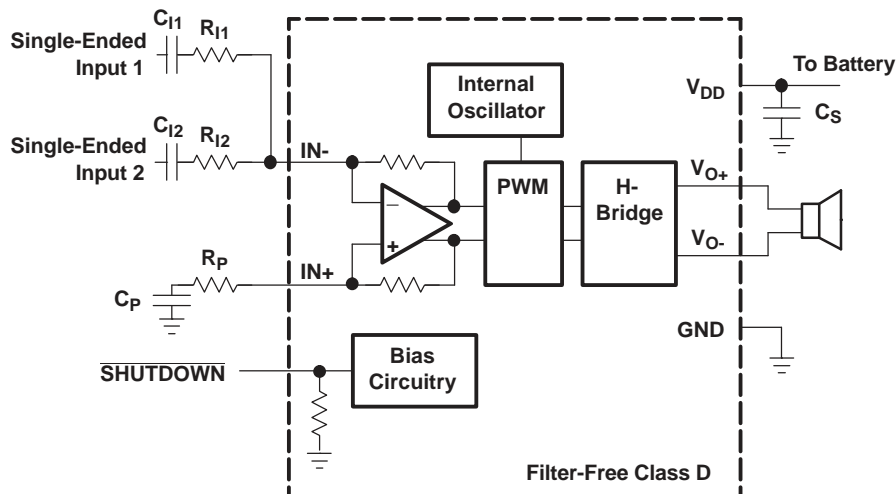 Single-Ended
Input 1
C_I1
R_I1
Single-Ended
Input 2
C_I2
R_I2
IN-
R_P
IN+
C_P
SHUTDOWN
Internal
Oscillator
−
+
PWM
H-
Bridge
Bias
Circuitry
V_DD
To Battery
C_S
V_O+
V_O-
GND
Filter-Free Class D